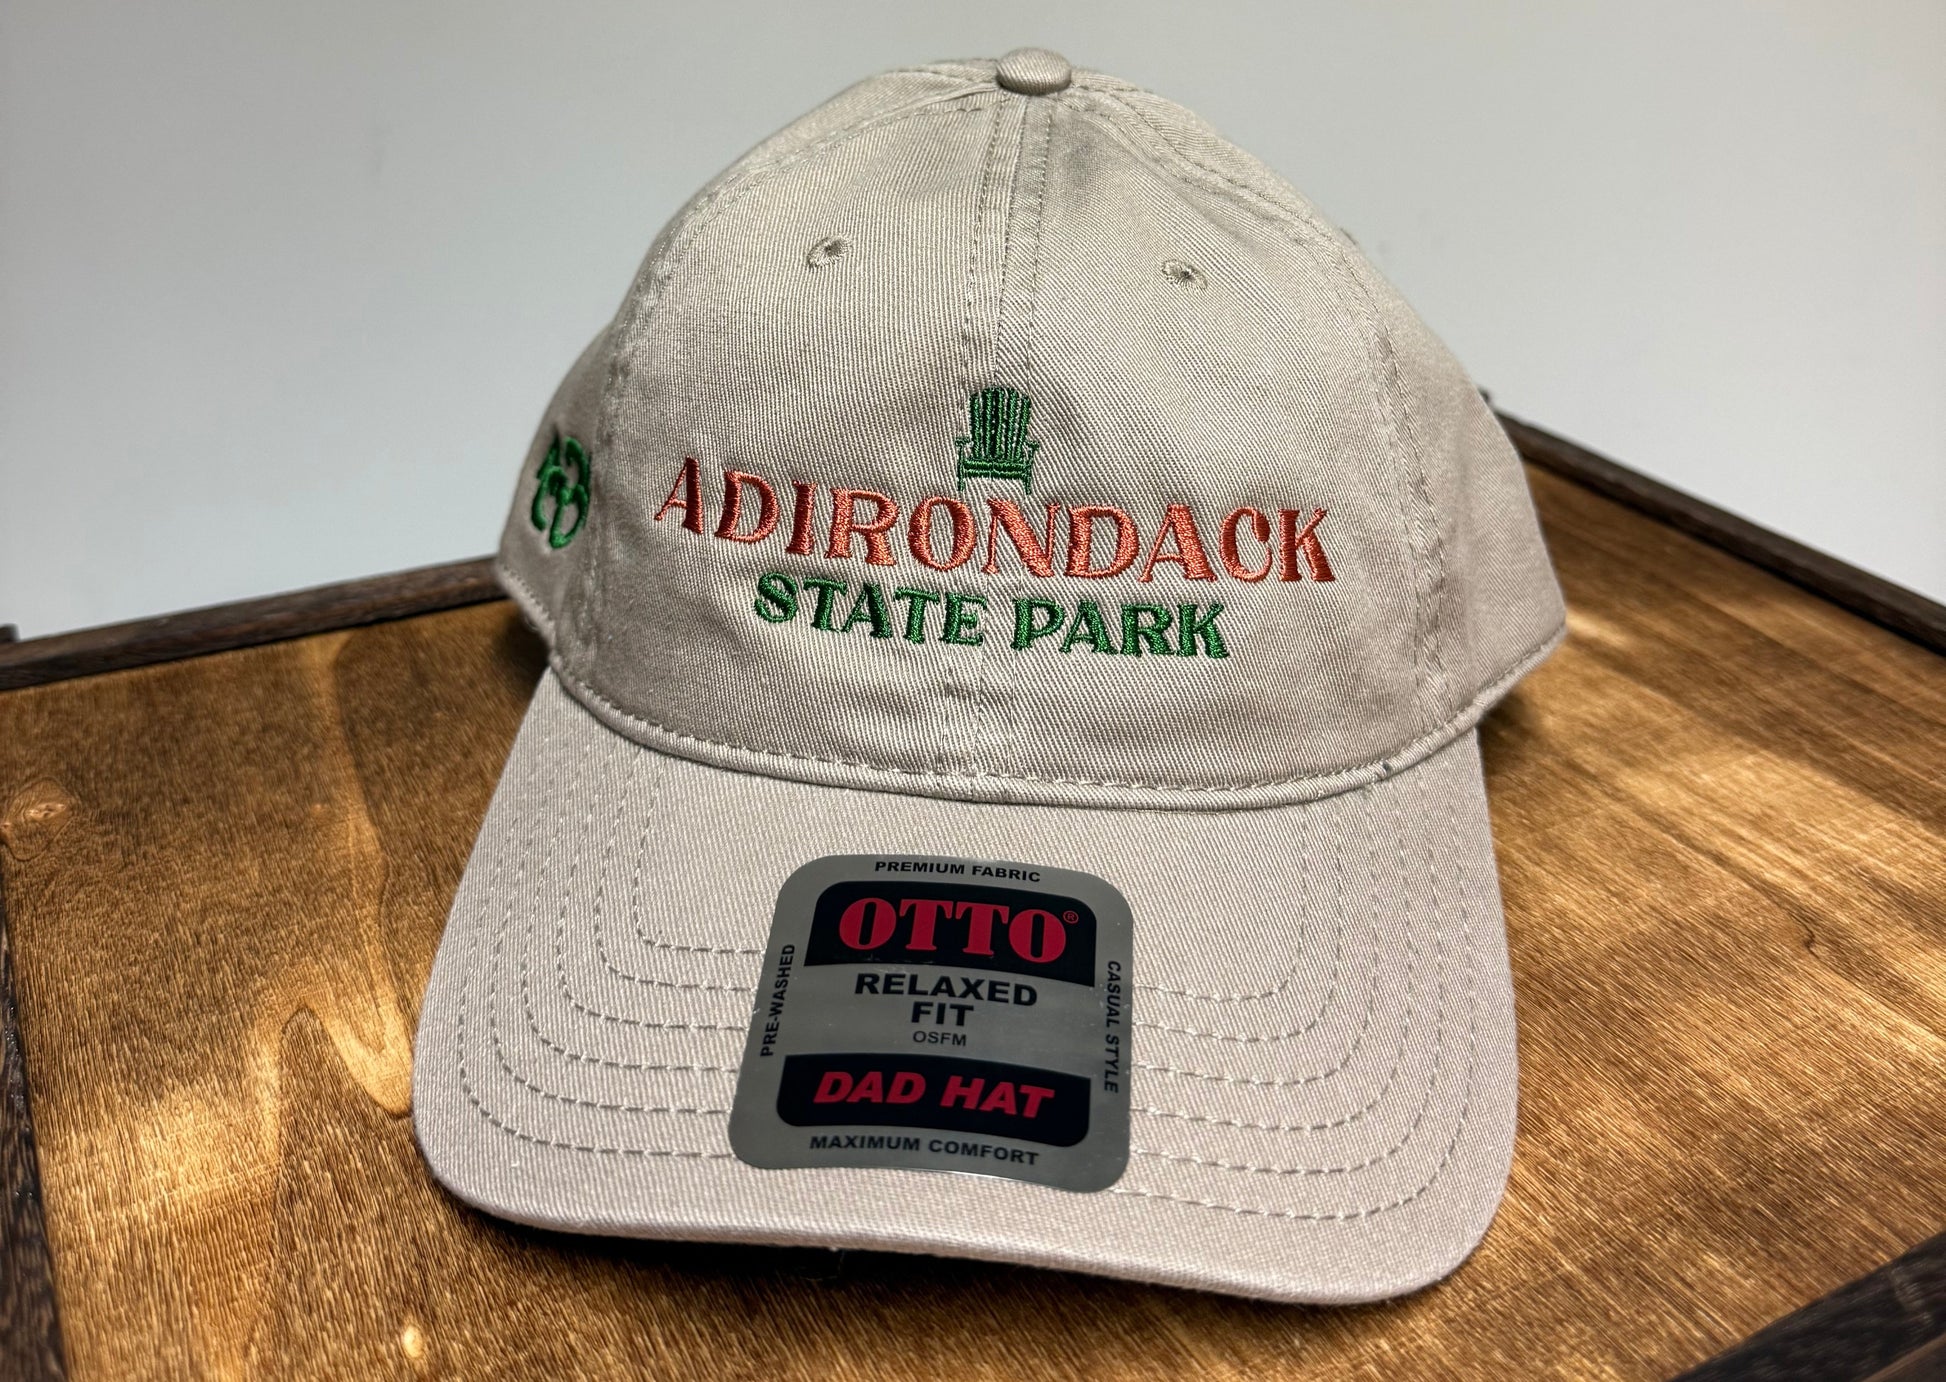 ADIRONDACK
STATE PARK
PREMIUM FABRIC
OTTO®
RELAXED
FIT
OSFM
DAD HAT
MAXIMUM COMFORT
PRE-WASHED
CASUAL STYLE